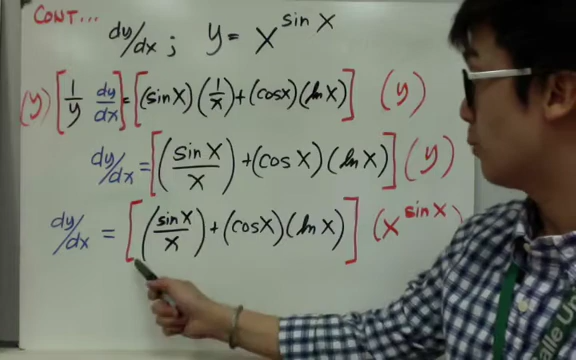 CONT...
dy/dx ; y = x^sin x
(y) [1/y dy/dx] = [(sin x)(1/x) + (cos x)(ln x)] (y)
dy/dx = [(sin x/x) + (cos x)(ln x)] (y)
dy/dx = [(sin x/x) + (cos x)(ln x)] (x^sin x)